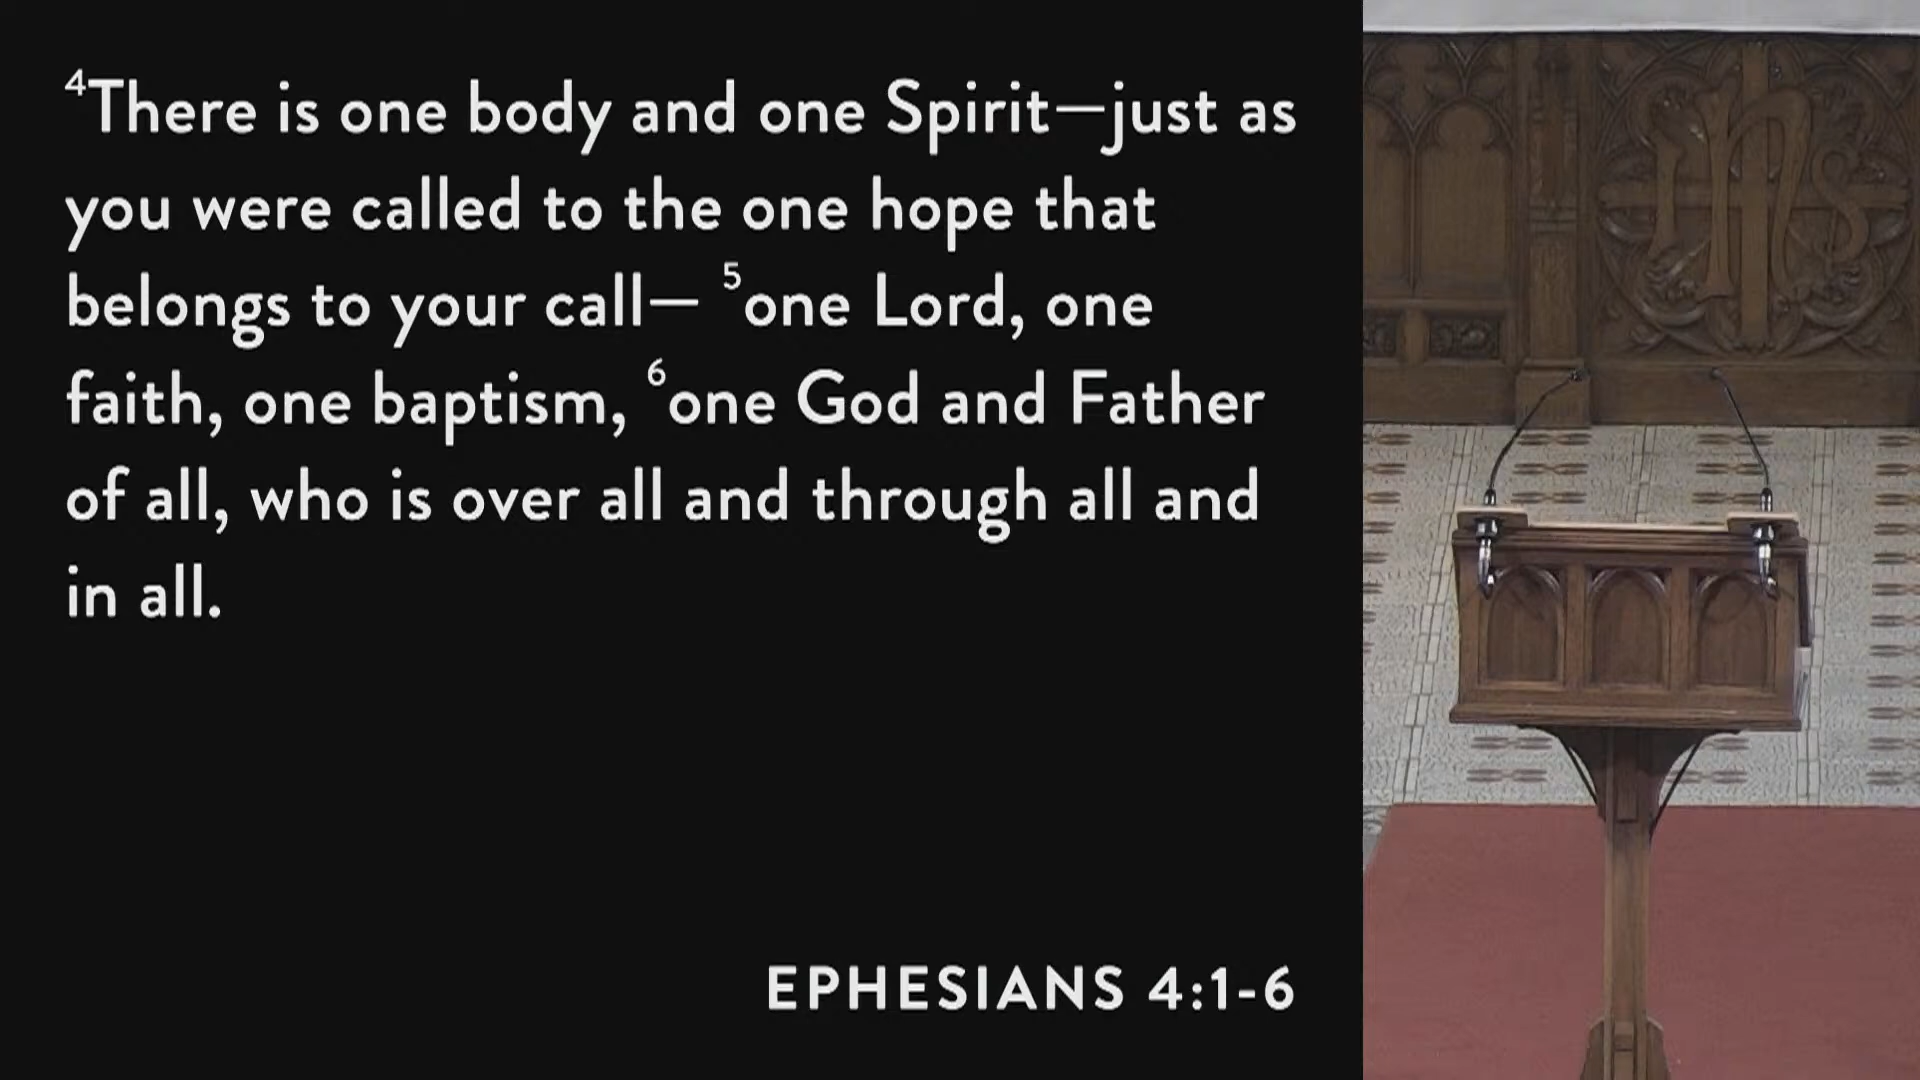 ⁴There is one body and one Spirit—just as
you were called to the one hope that
belongs to your call— ⁵one Lord, one
faith, one baptism, ⁶one God and Father
of all, who is over all and through all and
in all.
EPHESIANS 4:1-6
IHS